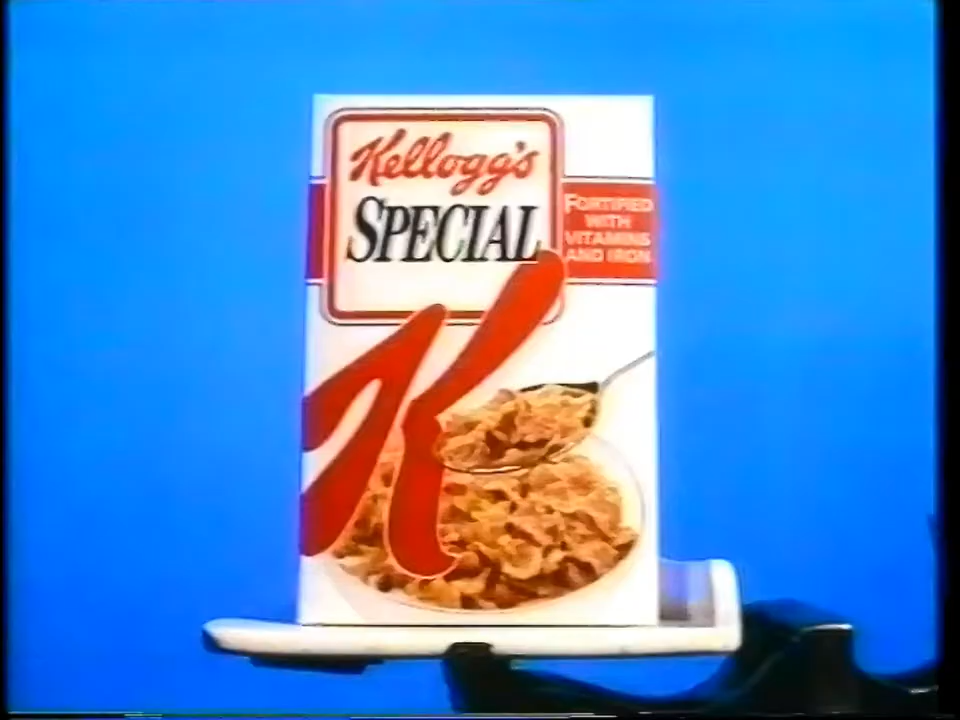 Kellogg's
SPECIAL
K
FORTIFIED
WITH
VITAMINS
AND IRON